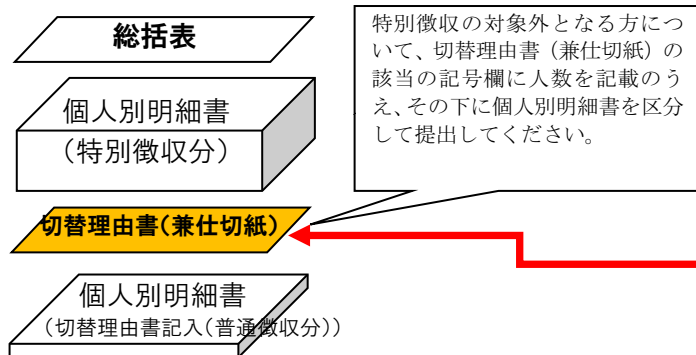 総括表
特別徴収の対象外となる方につ
いて、切替理由書（兼仕切紙）の
該当の記号欄に人数を記載のう
え、その下に個人別明細書を区分
して提出してください。
個人別明細書
（特別徴収分）
切替理由書（兼仕切紙）
個人別明細書
（切替理由書記入（普通徴収分））